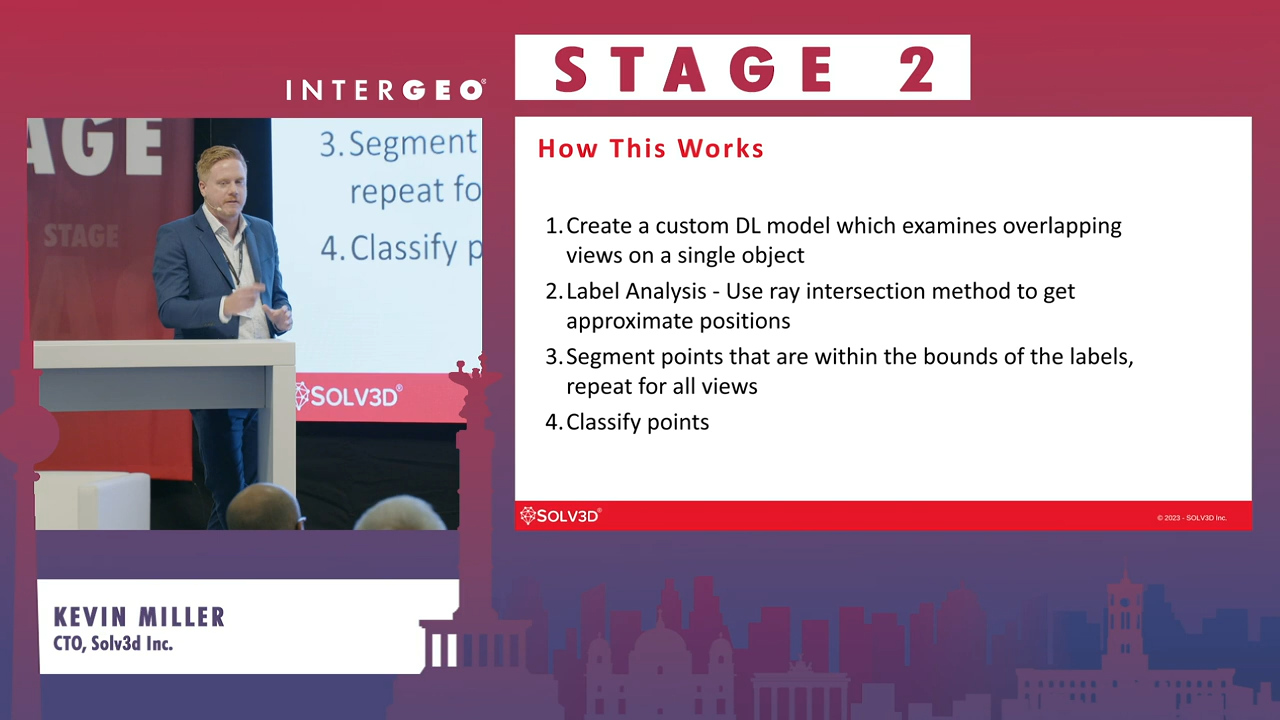 INTERGEO®
STAGE 2
AGE
STAGE
3. Segment
repeat fo
4. Classify p
SOLV3D®
How This Works
1. Create a custom DL model which examines overlapping
views on a single object
2. Label Analysis - Use ray intersection method to get
approximate positions
3. Segment points that are within the bounds of the labels,
repeat for all views
4. Classify points
SOLV3D®
© 2023 - SOLV3D Inc.
KEVIN MILLER
CTO, Solv3d Inc.